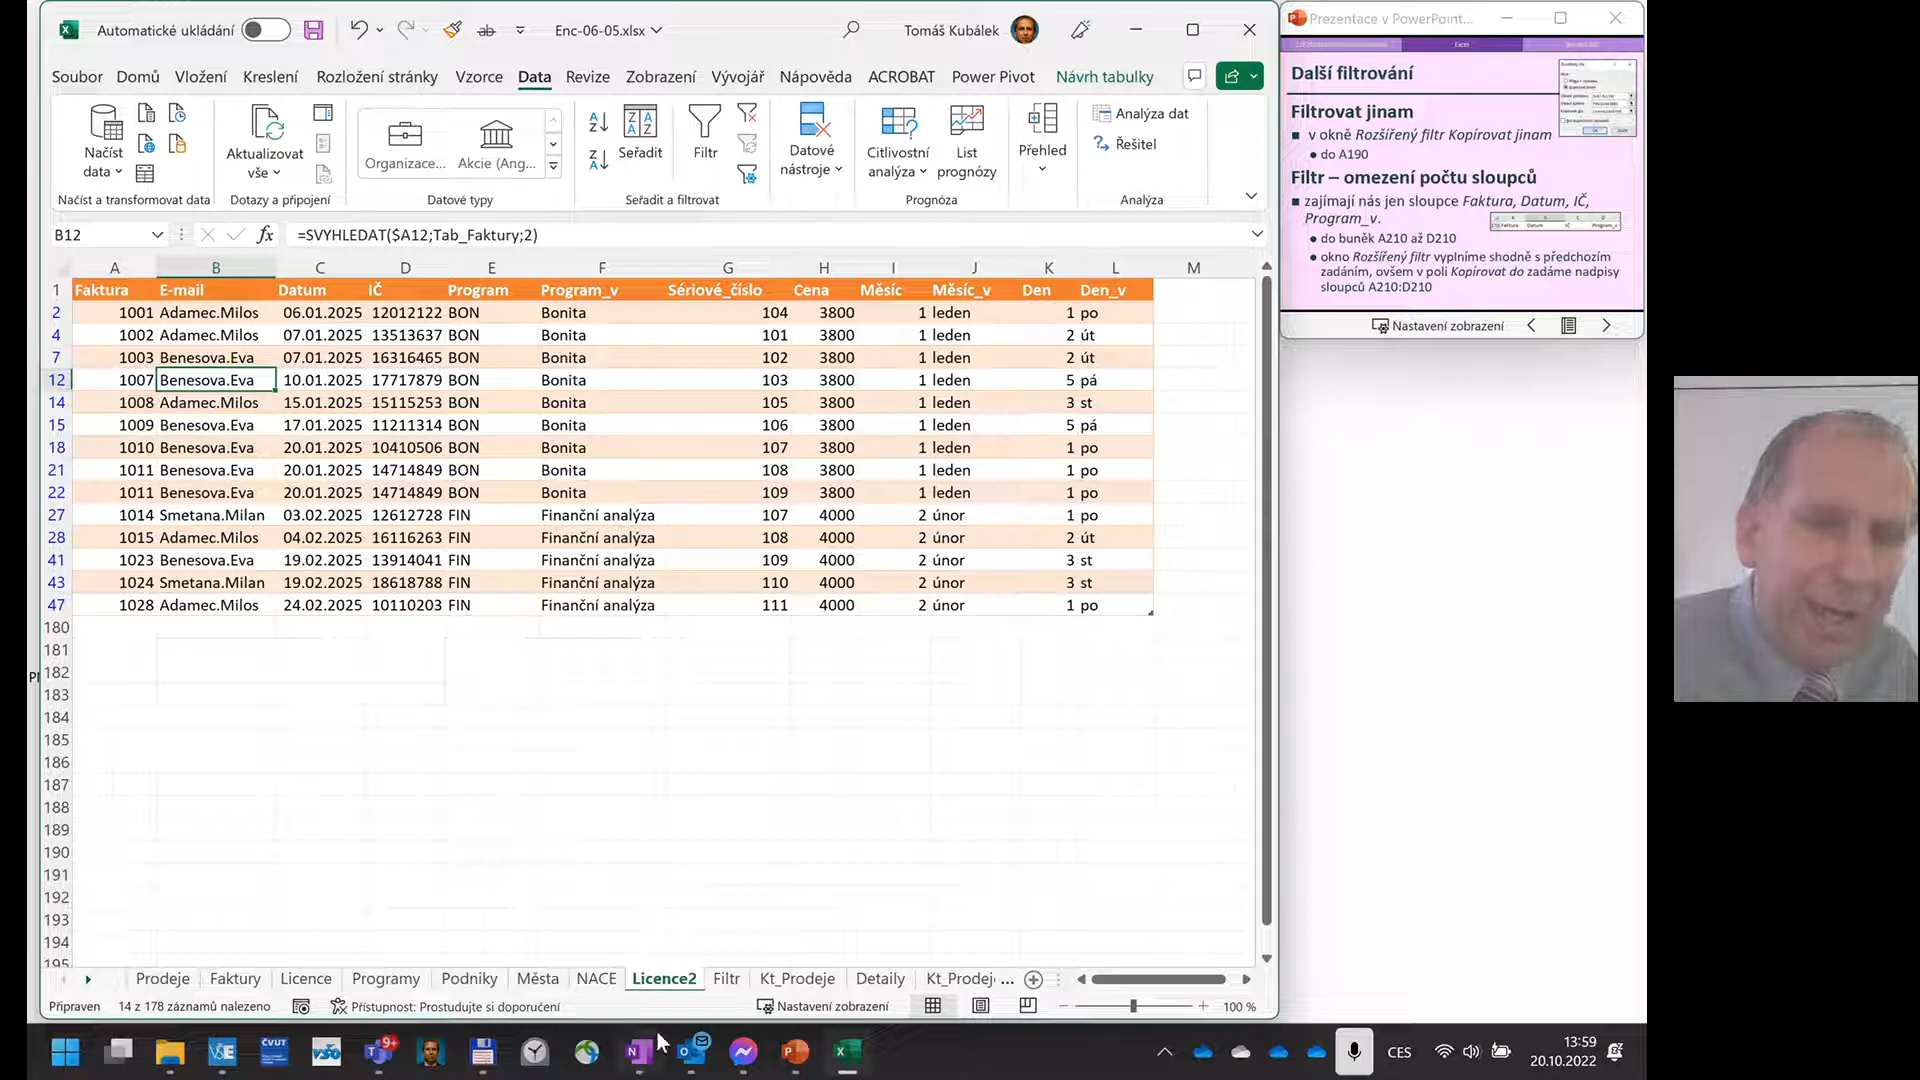 Automatické ukládání
Enc-06-05.xlsx
Tomáš Kubálek
Soubor Domů Vložení Kreslení Rozložení stránky Vzorce Data Revize Zobrazení Vývojář Nápověda ACROBAT Power Pivot Návrh tabulky
Načíst data
Aktualizovat vše
Organizace...
Akcie (Ang...
Seřadit
Filtr
Datové nástroje
Citlivostní analýza
List prognózy
Přehled
Analýza dat
Řešitel
Načíst a transformovat data
Dotazy a připojení
Datové typy
Seřadit a filtrovat
Prognóza
Analýza
B12
fx
=SVYHLEDAT($A12;Tab_Faktury;2)
A B C D E F G H I J K L M
1 Faktura E-mail Datum IČ Program Program_v Sériové_číslo Cena Měsíc Měsíc_v Den Den_v
2 1001 Adamec.Milos 06.01.2025 12012122 BON Bonita 104 3800 1 leden 1 po
4 1002 Adamec.Milos 07.01.2025 13513637 BON Bonita 101 3800 1 leden 2 út
7 1003 Benesova.Eva 07.01.2025 16316465 BON Bonita 102 3800 1 leden 2 út
12 1007 Benesova.Eva 10.01.2025 17717879 BON Bonita 103 3800 1 leden 5 pá
14 1008 Adamec.Milos 15.01.2025 15115253 BON Bonita 105 3800 1 leden 3 st
15 1009 Benesova.Eva 17.01.2025 11211314 BON Bonita 106 3800 1 leden 5 pá
18 1010 Benesova.Eva 20.01.2025 10410506 BON Bonita 107 3800 1 leden 1 po
21 1011 Benesova.Eva 20.01.2025 14714849 BON Bonita 108 3800 1 leden 1 po
22 1011 Benesova.Eva 20.01.2025 14714849 BON Bonita 109 3800 1 leden 1 po
27 1014 Smetana.Milan 03.02.2025 12612728 FIN Finanční analýza 107 4000 2 únor 1 po
28 1015 Adamec.Milos 04.02.2025 16116263 FIN Finanční analýza 108 4000 2 únor 2 út
41 1023 Benesova.Eva 19.02.2025 13914041 FIN Finanční analýza 109 4000 2 únor 3 st
43 1024 Smetana.Milan 19.02.2025 18618788 FIN Finanční analýza 110 4000 2 únor 3 st
47 1028 Adamec.Milos 24.02.2025 10110203 FIN Finanční analýza 111 4000 2 únor 1 po
180
181
182
183
184
185
186
187
188
189
190
191
192
193
194
195
Prodeje Faktury Licence Programy Podniky Města NACE Licence2 Filtr Kt_Prodeje Detaily Kt_Prodej ...
Připraven
14 z 178 záznamů nalezeno
Přístupnost: Prostudujte si doporučení
Nastavení zobrazení
100 %
Prezentace v PowerPoint...
Excel
Další filtrování
Filtrovat jinam
v okně Rozšířený filtr Kopírovat jinam
do A190
Filtr – omezení počtu sloupců
zajímají nás jen sloupce Faktura, Datum, IČ,
Program_v.
do buněk A210 až D210
okno Rozšířený filtr vyplníme shodně s předchozím
zadáním, ovšem v poli Kopírovat do zadáme nadpisy
sloupců A210:D210
Nastavení zobrazení
9+
CES
13:59
20.10.2022